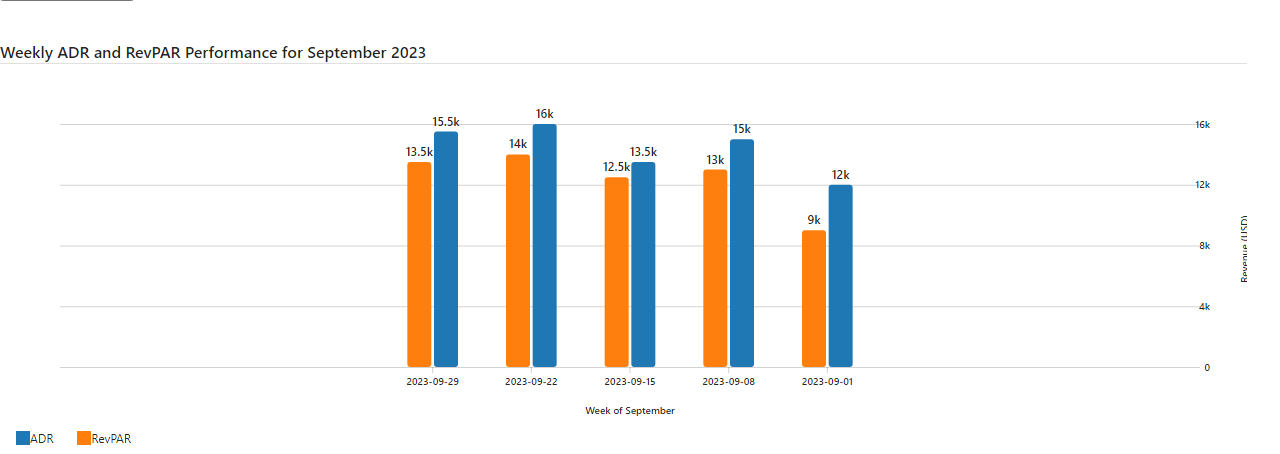 Weekly ADR and RevPAR Performance for September 2023
16k
15.5k
15k
16k
14k
13.5k
13.5k
13k
12.5k
12k
12k
9k
8k
4k
0
Revenue (USD)
2023-09-29 2023-09-22 2023-09-15 2023-09-08 2023-09-01
Week of September
ADR RevPAR